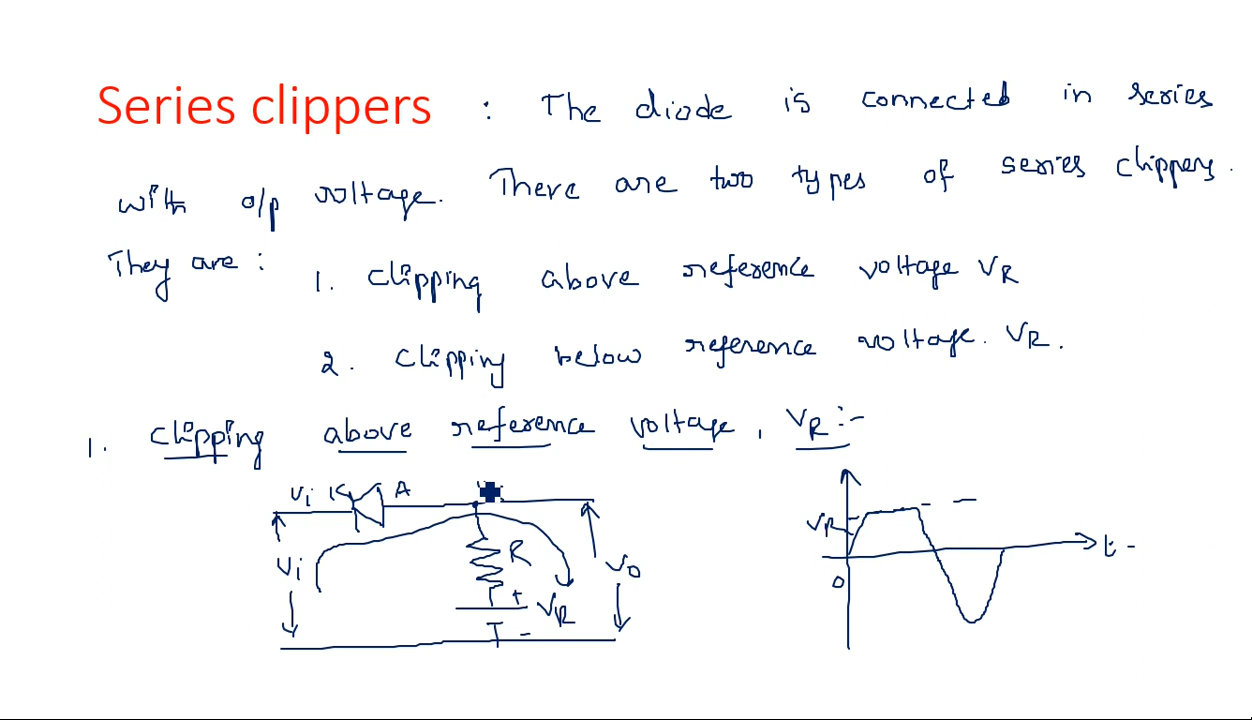 Series clippers : The diode is connected in series
with o/p voltage. There are two types of series clippers.
They are : 1. Clipping above reference voltage VR
2. Clipping below reference voltage. VR.
1. Clipping above reference voltage, VR :-
Vi K A
VR
Vi R Vo
+ VR
-
0 t